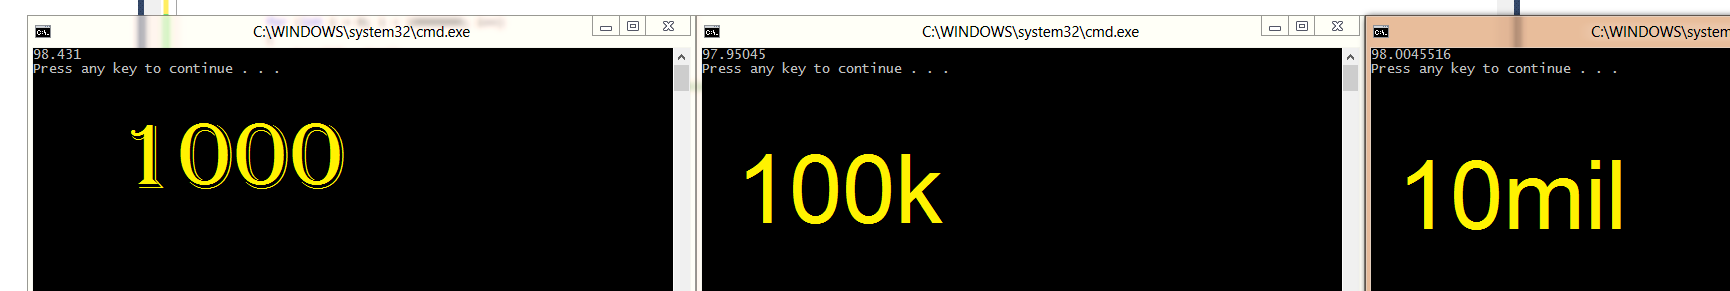 C:\WINDOWS\system32\cmd.exe
98.431
Press any key to continue . . .
1000
C:\WINDOWS\system32\cmd.exe
97.95045
Press any key to continue . . .
100k
C:\WINDOWS\system
98.0045516
Press any key to continue . . .
10mil